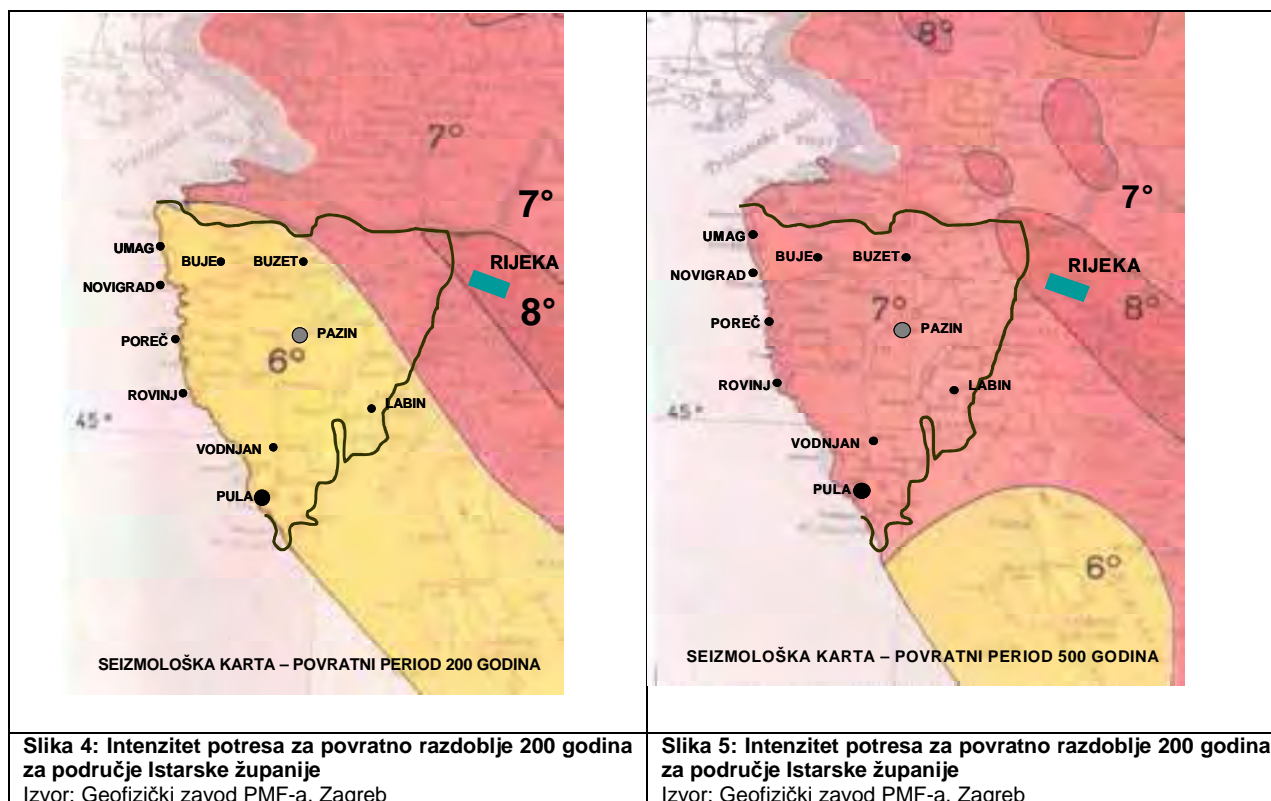 7°
7°
UMAG
BUJE
BUZET
RIJEKA
NOVIGRAD
8°
POREČ
PAZIN
6°
ROVINJ
LABIN
45°
VODNJAN
PULA
SEIZMOLOŠKA KARTA – POVRATNI PERIOD 200 GODINA
8°
7°
UMAG
BUJE
BUZET
RIJEKA
NOVIGRAD
7°
8°
POREČ
PAZIN
ROVINJ
LABIN
45°
VODNJAN
PULA
6°
SEIZMOLOŠKA KARTA – POVRATNI PERIOD 500 GODINA
Slika 4: Intenzitet potresa za povratno razdoblje 200 godina
za područje Istarske županije
Izvor: Geofizički zavod PMF-a, Zagreb
Slika 5: Intenzitet potresa za povratno razdoblje 200 godina
za područje Istarske županije
Izvor: Geofizički zavod PMF-a, Zagreb